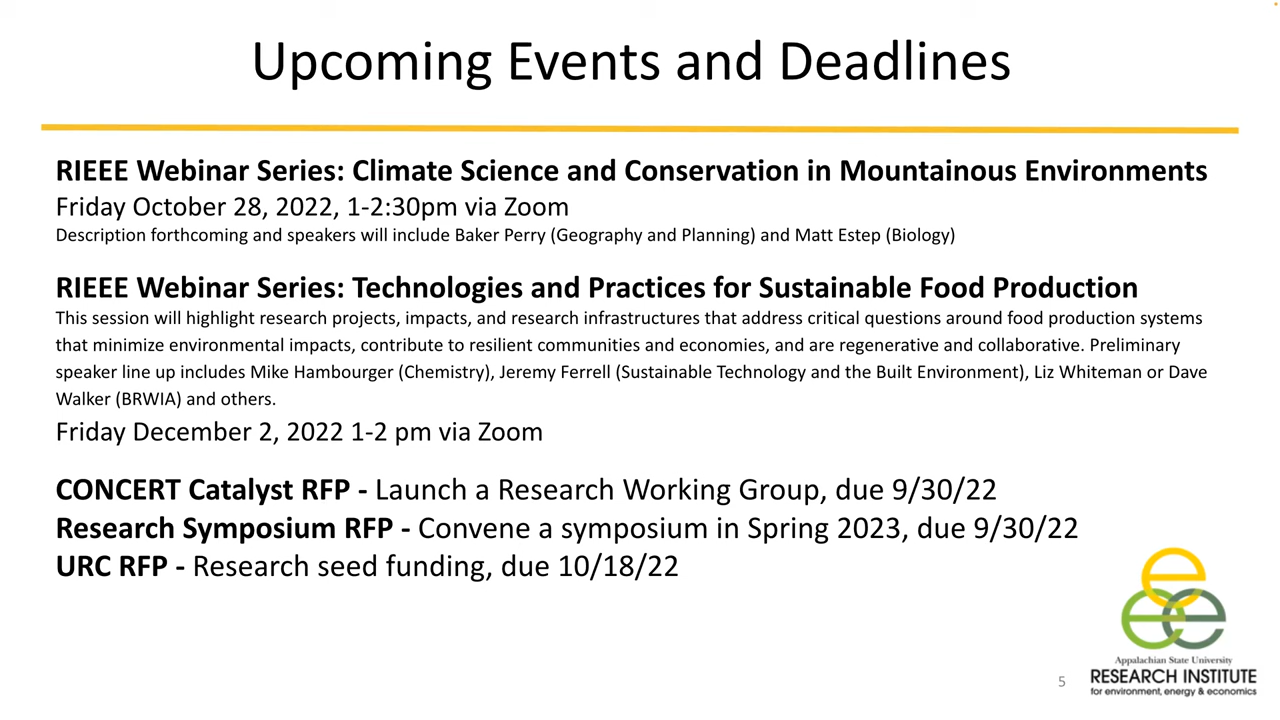 Upcoming Events and Deadlines
RIEEE Webinar Series: Climate Science and Conservation in Mountainous Environments
Friday October 28, 2022, 1-2:30pm via Zoom
Description forthcoming and speakers will include Baker Perry (Geography and Planning) and Matt Estep (Biology)
RIEEE Webinar Series: Technologies and Practices for Sustainable Food Production
This session will highlight research projects, impacts, and research infrastructures that address critical questions around food production systems
that minimize environmental impacts, contribute to resilient communities and economies, and are regenerative and collaborative. Preliminary
speaker line up includes Mike Hambourger (Chemistry), Jeremy Ferrell (Sustainable Technology and the Built Environment), Liz Whiteman or Dave
Walker (BRWIA) and others.
Friday December 2, 2022 1-2 pm via Zoom
CONCERT Catalyst RFP - Launch a Research Working Group, due 9/30/22
Research Symposium RFP - Convene a symposium in Spring 2023, due 9/30/22
URC RFP - Research seed funding, due 10/18/22
e
e e
Appalachian State University
RESEARCH INSTITUTE
for environment, energy & economics
5